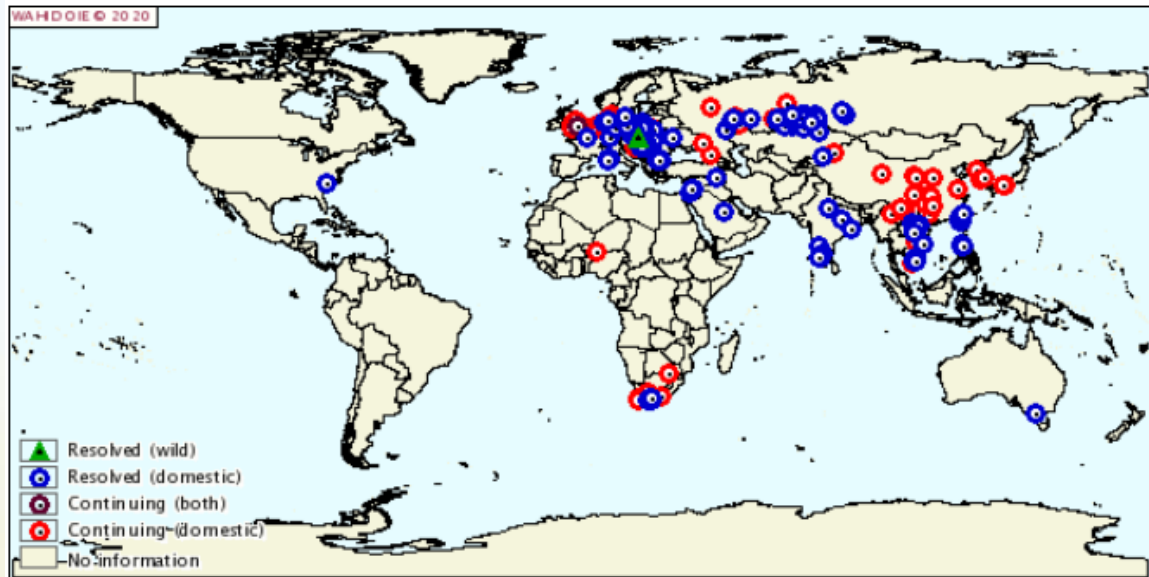 WAHID OIE © 2020
Resolved (wild)
Resolved (domestic)
Continuing (both)
Continuing (domestic)
No information